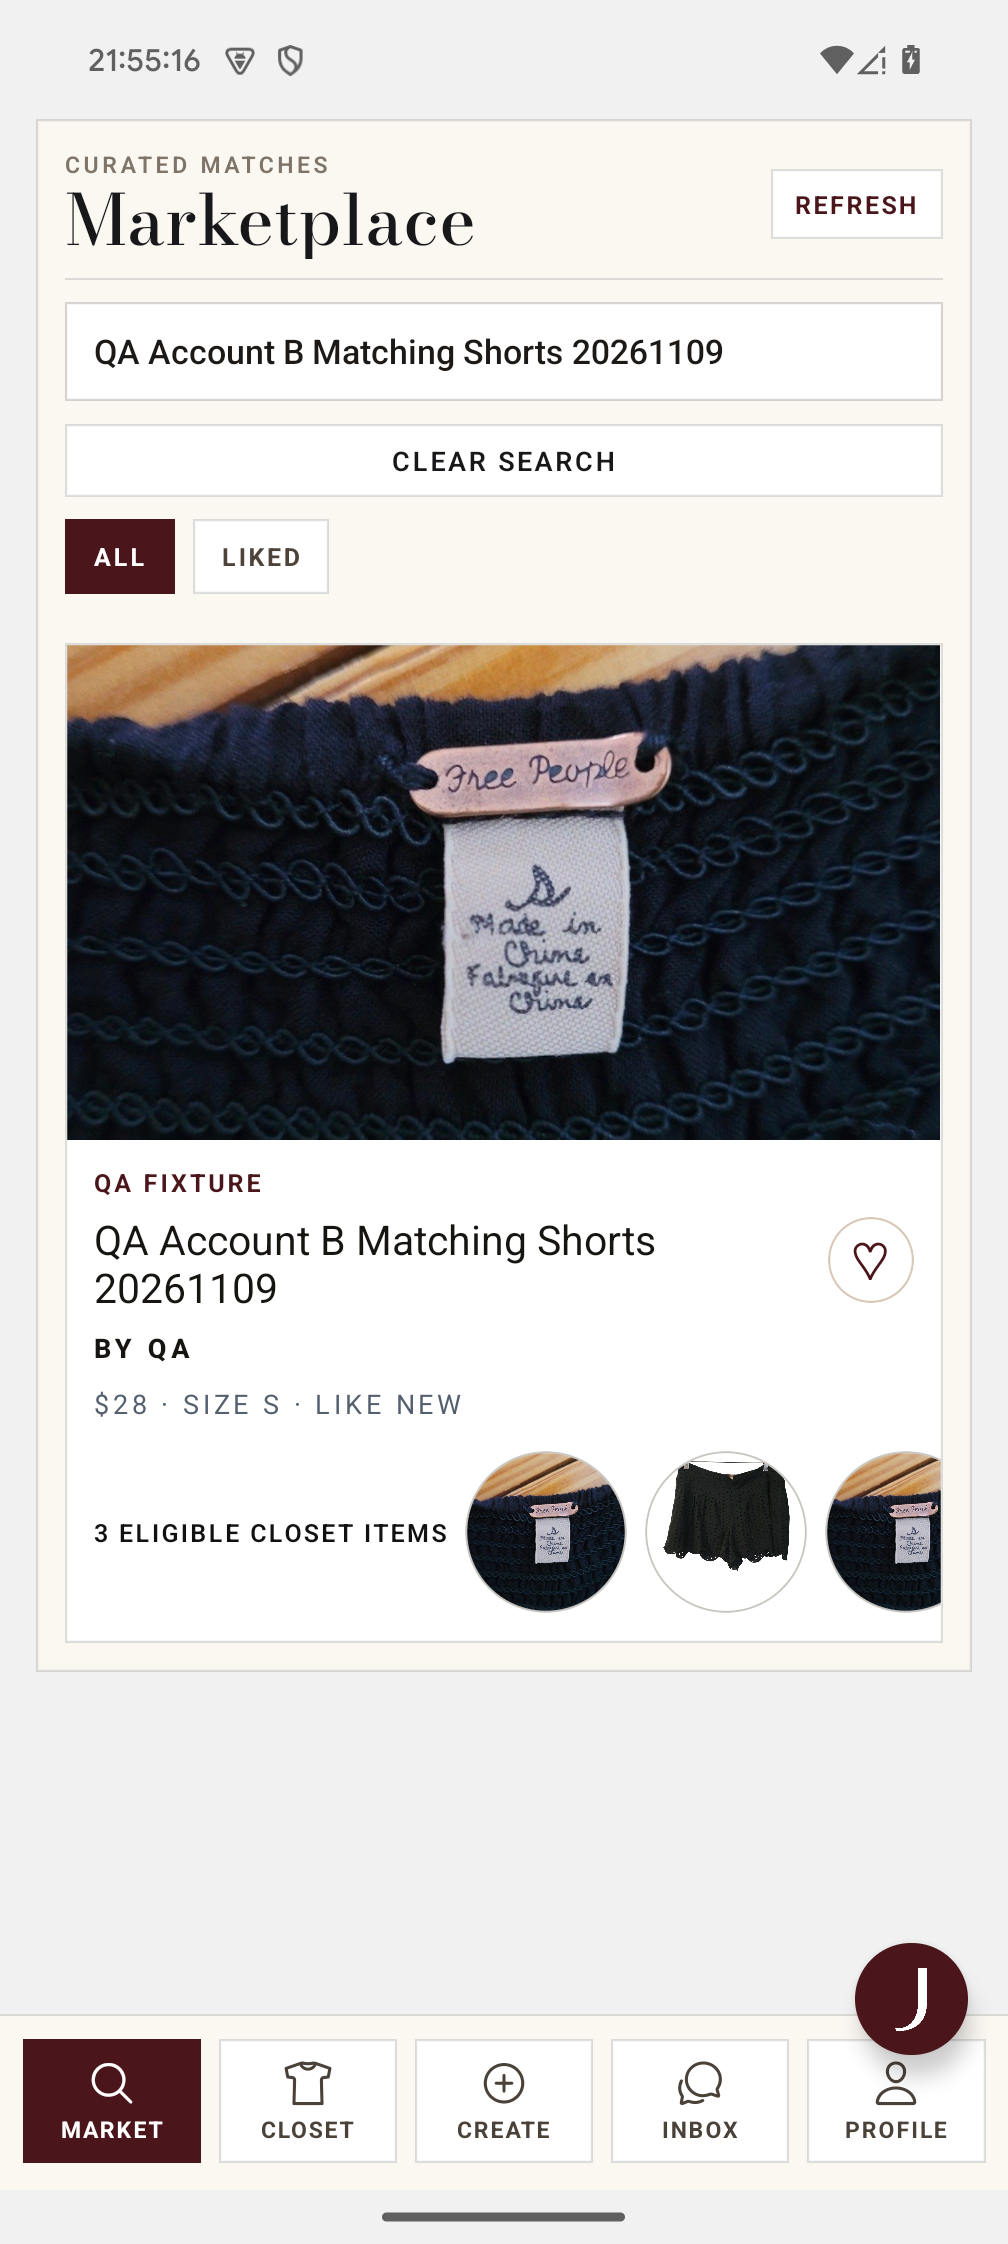 21:55:16
CURATED MATCHES
Marketplace
REFRESH
QA Account B Matching Shorts 20261109
CLEAR SEARCH
ALL
LIKED
Free People
S
Made in
China
Fabriqué en
China
QA FIXTURE
QA Account B Matching Shorts
20261109
BY QA
$28 · SIZE S · LIKE NEW
3 ELIGIBLE CLOSET ITEMS
J
MARKET
CLOSET
CREATE
INBOX
PROFILE